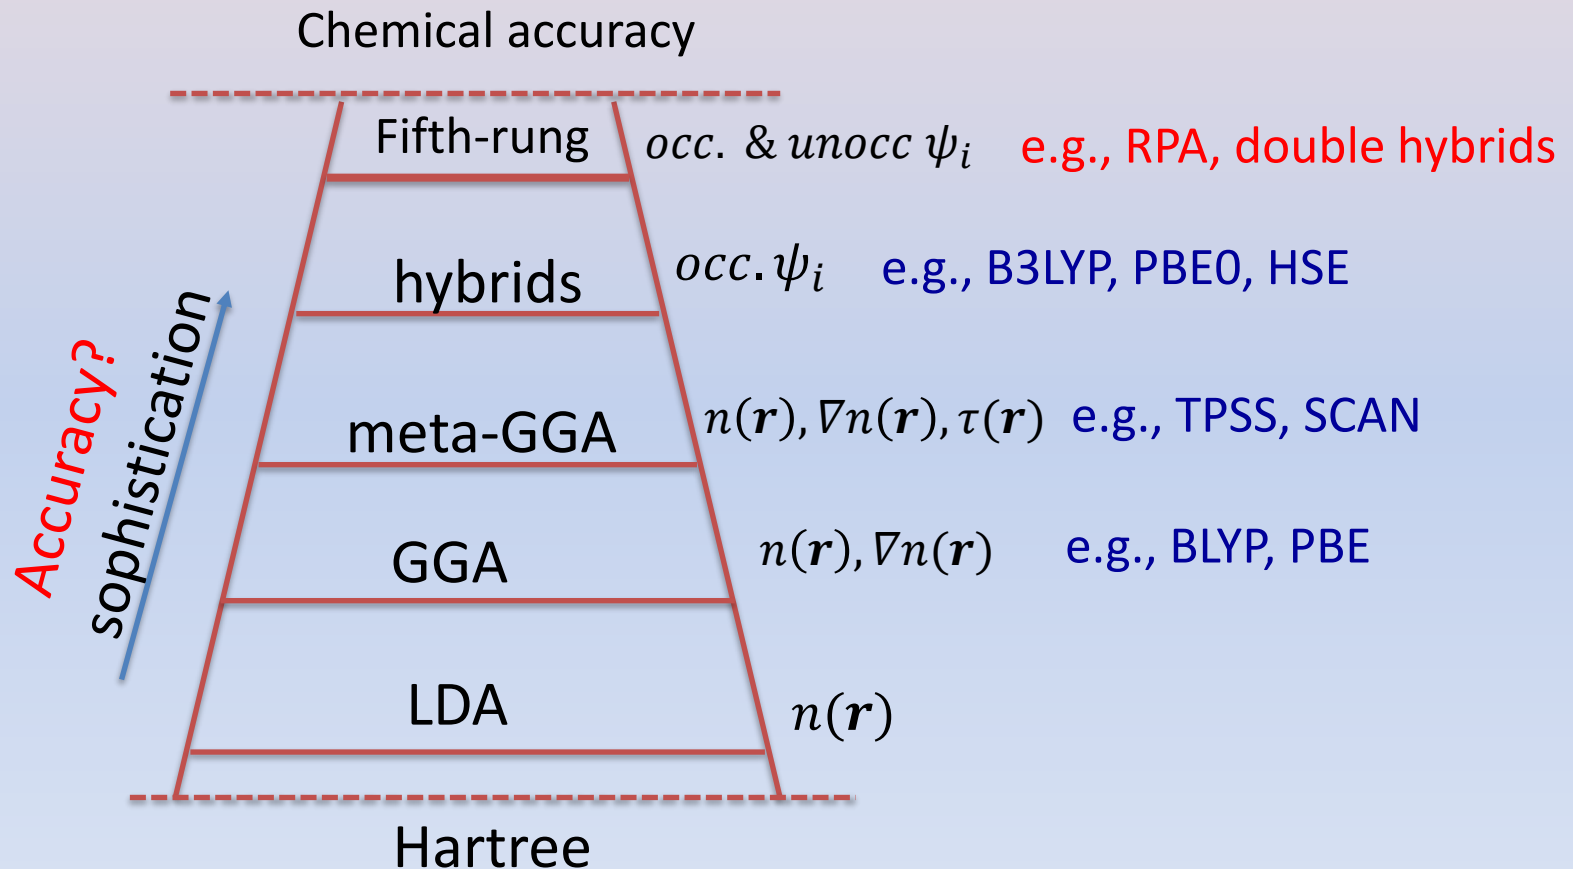 Chemical accuracy
Fifth-rung occ. & unocc ψᵢ e.g., RPA, double hybrids
hybrids occ. ψᵢ e.g., B3LYP, PBE0, HSE
meta-GGA n(r), ∇n(r), τ(r) e.g., TPSS, SCAN
GGA n(r), ∇n(r) e.g., BLYP, PBE
LDA n(r)
Hartree
Accuracy?
sophistication